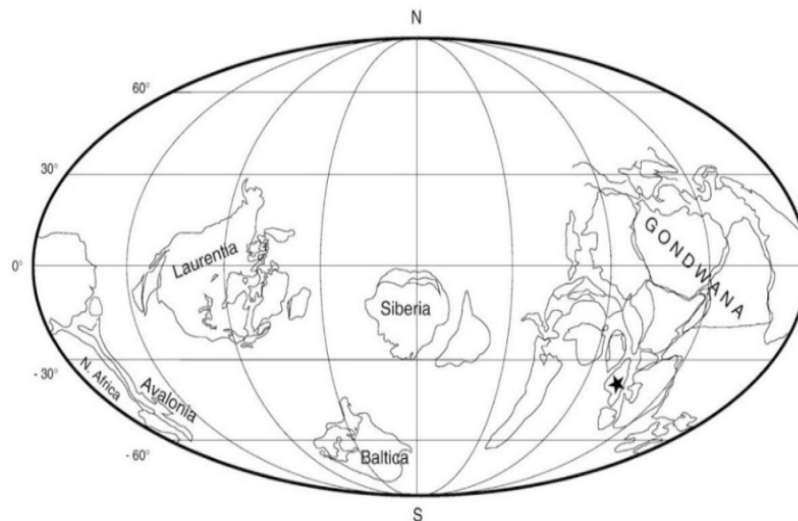 N
60°
30°
0°
- 30°
- 60°
Laurentia
Siberia
GONDWANA
N. Africa
Avalonia
Baltica
S